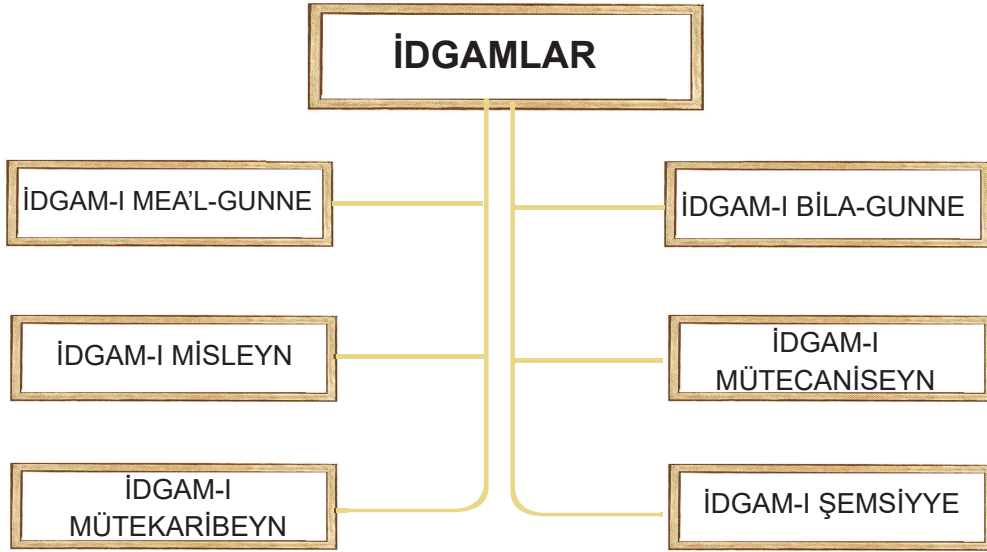 İDGAMLAR
İDGAM-I MEA'L-GUNNE
İDGAM-I BİLA-GUNNE
İDGAM-I MİSLEYN
İDGAM-I
MÜTECANİSEYN
İDGAM-I
MÜTEKARİBEYN
İDGAM-I ŞEMSİYYE